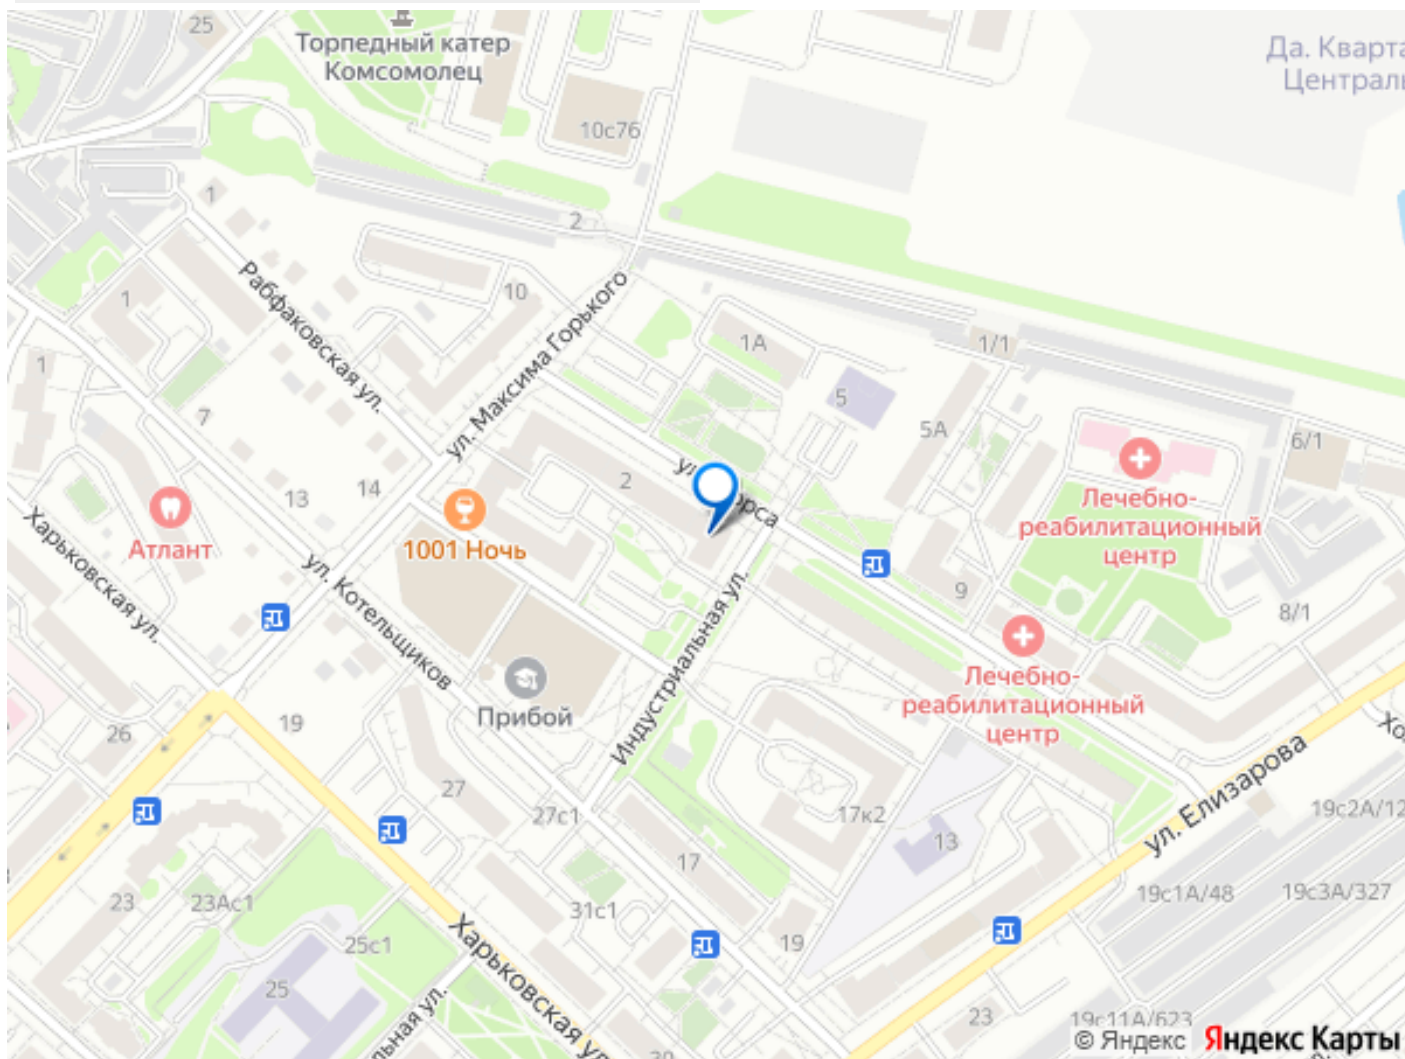 25
Торпедный катер
Комсомолец
Да. Кварта
Централь
10с76
1
2
Рабфаковская ул.
10
ул. Максима Горького
1
1А
1/1
1
5
7
5А
6/1
2
13
14
Атлант
1001 Ночь
Лечебно-
реабилитационный
центр
Харьковская ул.
ул. Котельщиков
Индустриальная ул.
9
8/1
Лечебно-
реабилитационный
центр
Прибой
26
19
27
27с1
17к2
13
ул. Елизарова
19с2А/12
17
23
23Ас1
31с1
19с1А/48
19с3А/327
25с1
19
25
Харьковская ул.
23
19с11А/623
© Яндекс
Яндекс Карты